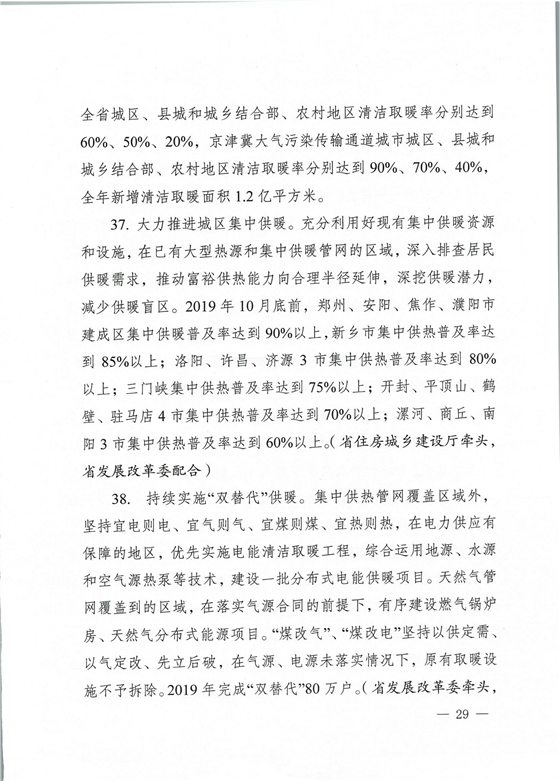 全省城区、县城和城乡结合部、农村地区清洁取暖率分别达到
60%、50%、20%，京津冀大气污染传输通道城市城区、县城和
城乡结合部、农村地区清洁取暖率分别达到 90%、70%、40%，
全年新增清洁取暖面积 1.2 亿平方米。
37. 大力推进城区集中供暖。充分利用好现有集中供暖资源
和设施，在已有大型热源和集中供暖管网的区域，深入排查居民
供暖需求，推动富裕供热能力向合理半径延伸，深挖供暖潜力，
减少供暖盲区。2019 年 10 月底前，郑州、安阳、焦作、濮阳市
建成区集中供暖普及率达到 90%以上，新乡市集中供热普及率达
到 85%以上；洛阳、许昌、济源 3 市集中供热普及率达到 80%
以上；三门峡集中供热普及率达到 75%以上；开封、平顶山、鹤
壁、驻马店 4 市集中供热普及率达到 70%以上；漯河、商丘、南
阳 3 市集中供热普及率达到 60%以上。（省住房城乡建设厅牵头，
省发展改革委配合）
38. 持续实施“双替代”供暖。集中供热管网覆盖区域外，
坚持宜电则电、宜气则气、宜煤则煤、宜热则热，在电力供应有
保障的地区，优先实施电能清洁取暖工程，综合运用地源、水源
和空气源热泵等技术，建设一批分布式电能供暖项目。天然气管
网覆盖到的区域，在落实气源合同的前提下，有序建设燃气锅炉
房、天然气分布式能源项目。“煤改气”、“煤改电”坚持以供定需、
以气定改、先立后破，在气源、电源未落实情况下，原有取暖设
施不予拆除。2019 年完成“双替代”80 万户。（省发展改革委牵头，
— 29 —